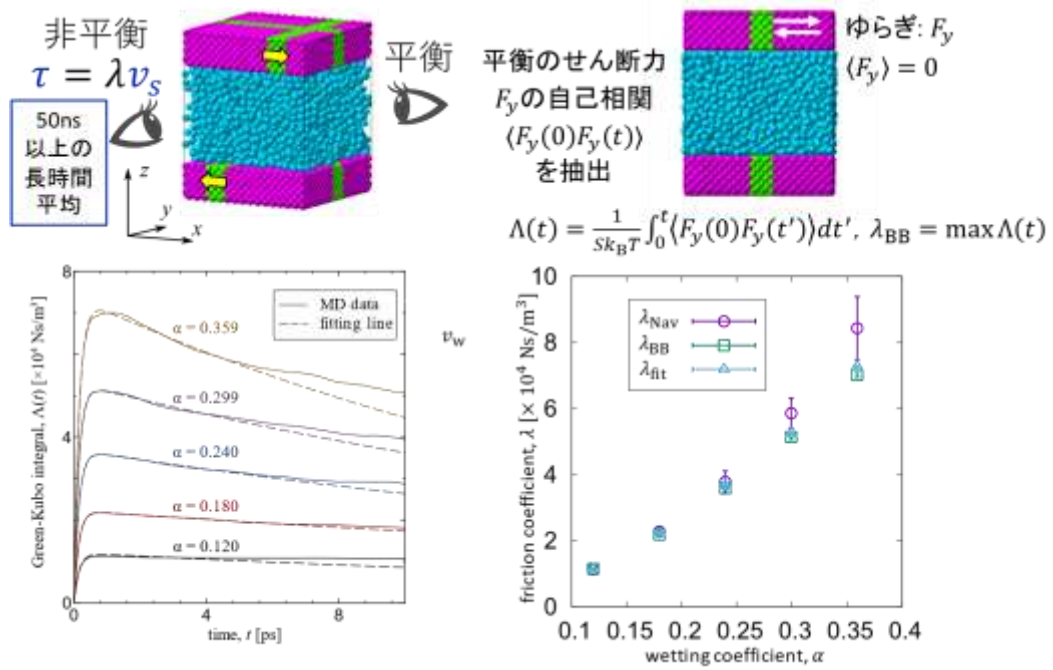 非平衡
τ = λv_s
50ns
以上の
長時間
平均
z
y
x
平衡
平衡のせん断力
F_yの自己相関
⟨F_y(0)F_y(t)⟩
を抽出
ゆらぎ: F_y
⟨F_y⟩ = 0
Λ(t) = 1/(Sk_BT) ∫_0^t ⟨F_y(0)F_y(t′)⟩dt′, λ_BB = max Λ(t)
8
4
0
Green-Kubo integral, Λ(t) [×10⁴ Ns/m³]
MD data
fitting line
α = 0.359
α = 0.299
α = 0.240
α = 0.180
α = 0.120
0 4 8
time, t [ps]
v_w
10
8
6
4
2
0
friction coefficient, λ [× 10⁴ Ns/m³]
λ_Nav
λ_BB
λ_fit
0.1 0.15 0.2 0.25 0.3 0.35 0.4
wetting coefficient, α